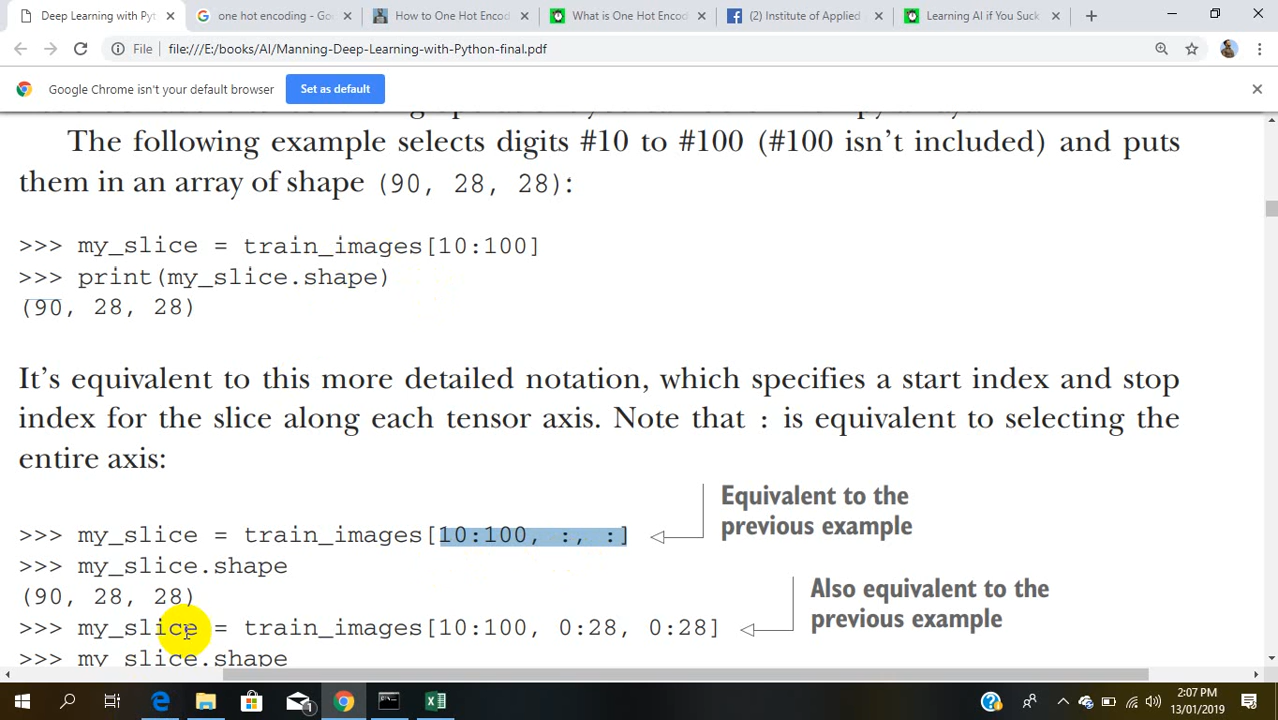 Deep Learning with Pyt
one hot encoding - Goo
How to One Hot Encod
What is One Hot Encod
(2) Institute of Applied
Learning AI if You Suck
File
file:///E:/books/AI/Manning-Deep-Learning-with-Python-final.pdf
Google Chrome isn't your default browser
Set as default
The following example selects digits #10 to #100 (#100 isn't included) and puts
them in an array of shape (90, 28, 28):
>>> my_slice = train_images[10:100]
>>> print(my_slice.shape)
(90, 28, 28)
It's equivalent to this more detailed notation, which specifies a start index and stop
index for the slice along each tensor axis. Note that : is equivalent to selecting the
entire axis:
>>> my_slice = train_images[10:100, :, :]
Equivalent to the
previous example
>>> my_slice.shape
(90, 28, 28)
>>> my_slice = train_images[10:100, 0:28, 0:28]
Also equivalent to the
previous example
>>> my_slice.shape
1
2:07 PM
13/01/2019